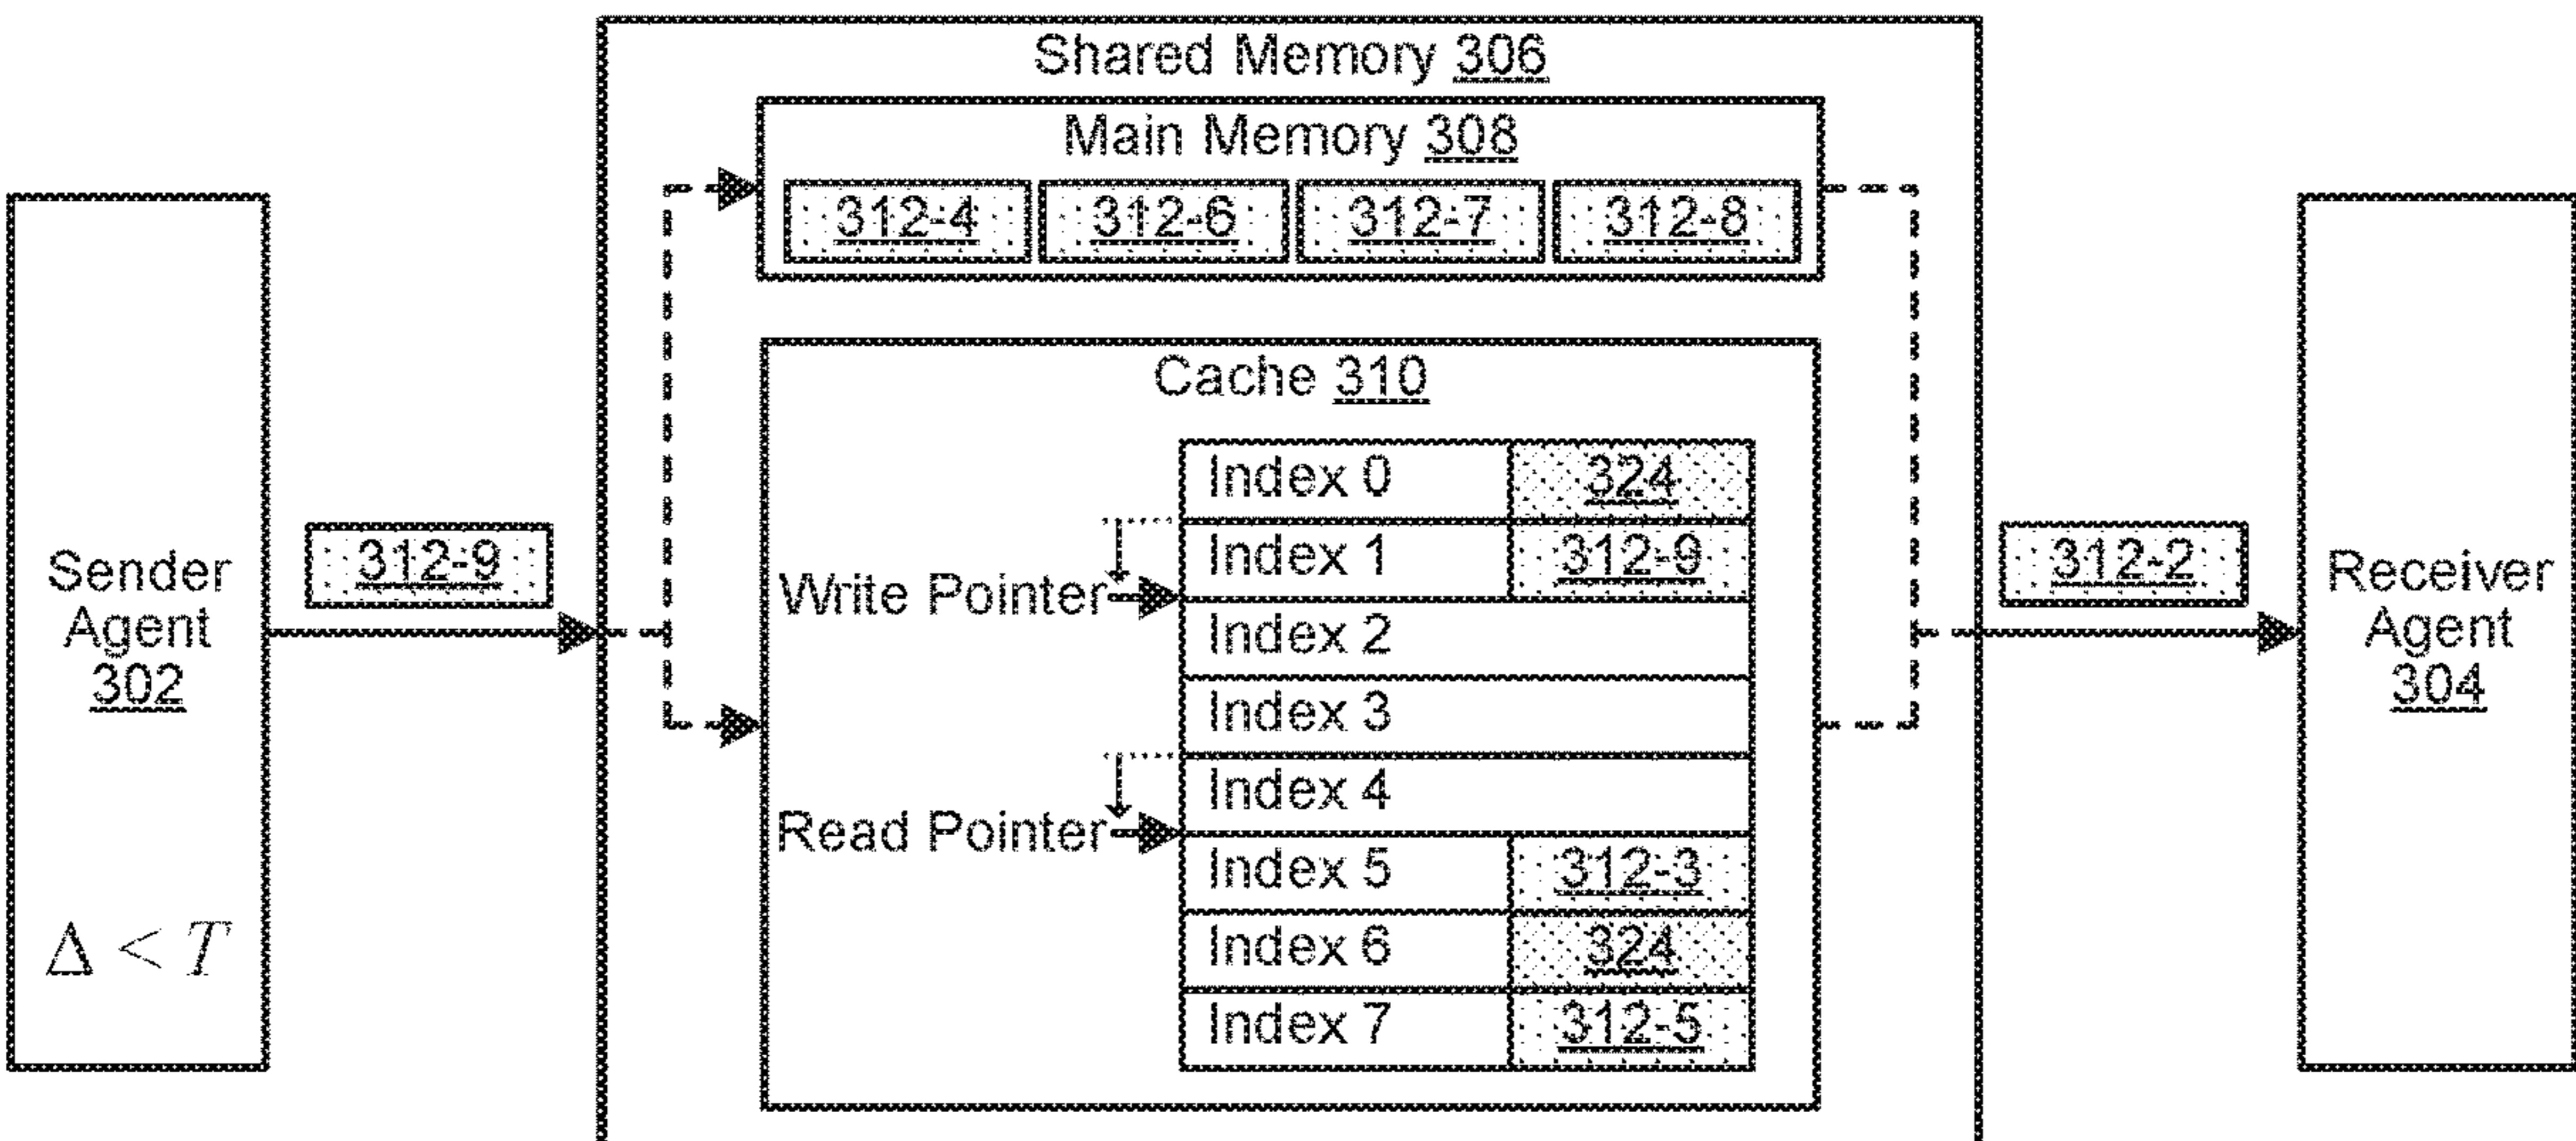 Shared Memory 306
Main Memory 308
312-4 312-6 312-7 312-8
Cache 310
Index 0 324
Index 1 312-9
Write Pointer
Index 2
Index 3
Index 4
Read Pointer
Index 5 312-3
Index 6 324
Index 7 312-5
Sender
Agent
302
Δ < T
312-9
312-2
Receiver
Agent
304